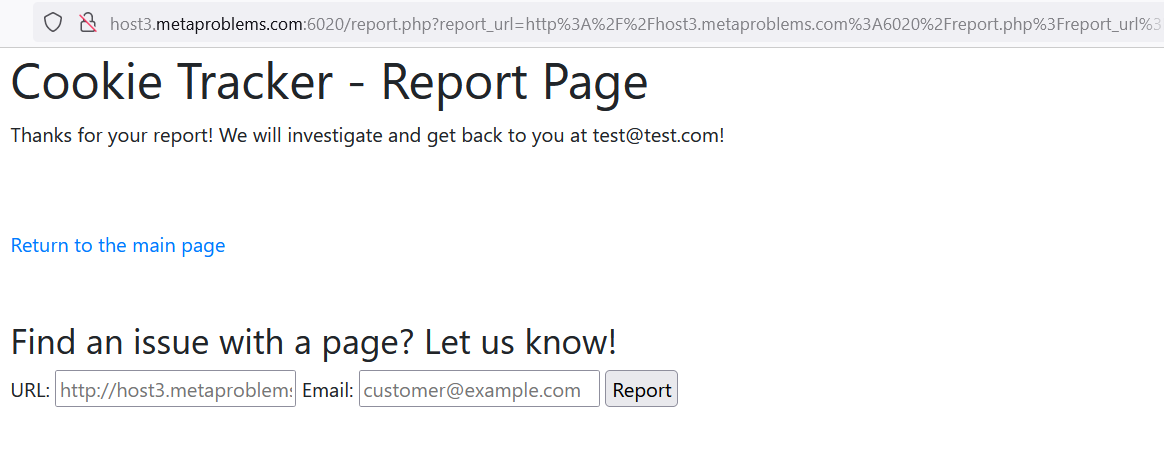 host3.metaproblems.com:6020/report.php?report_url=http%3A%2F%2Fhost3.metaproblems.com%3A6020%2Freport.php%3Freport_url%3
Cookie Tracker - Report Page
Thanks for your report! We will investigate and get back to you at test@test.com!
Return to the main page
Find an issue with a page? Let us know!
URL: http://host3.metaproblems Email: customer@example.com Report